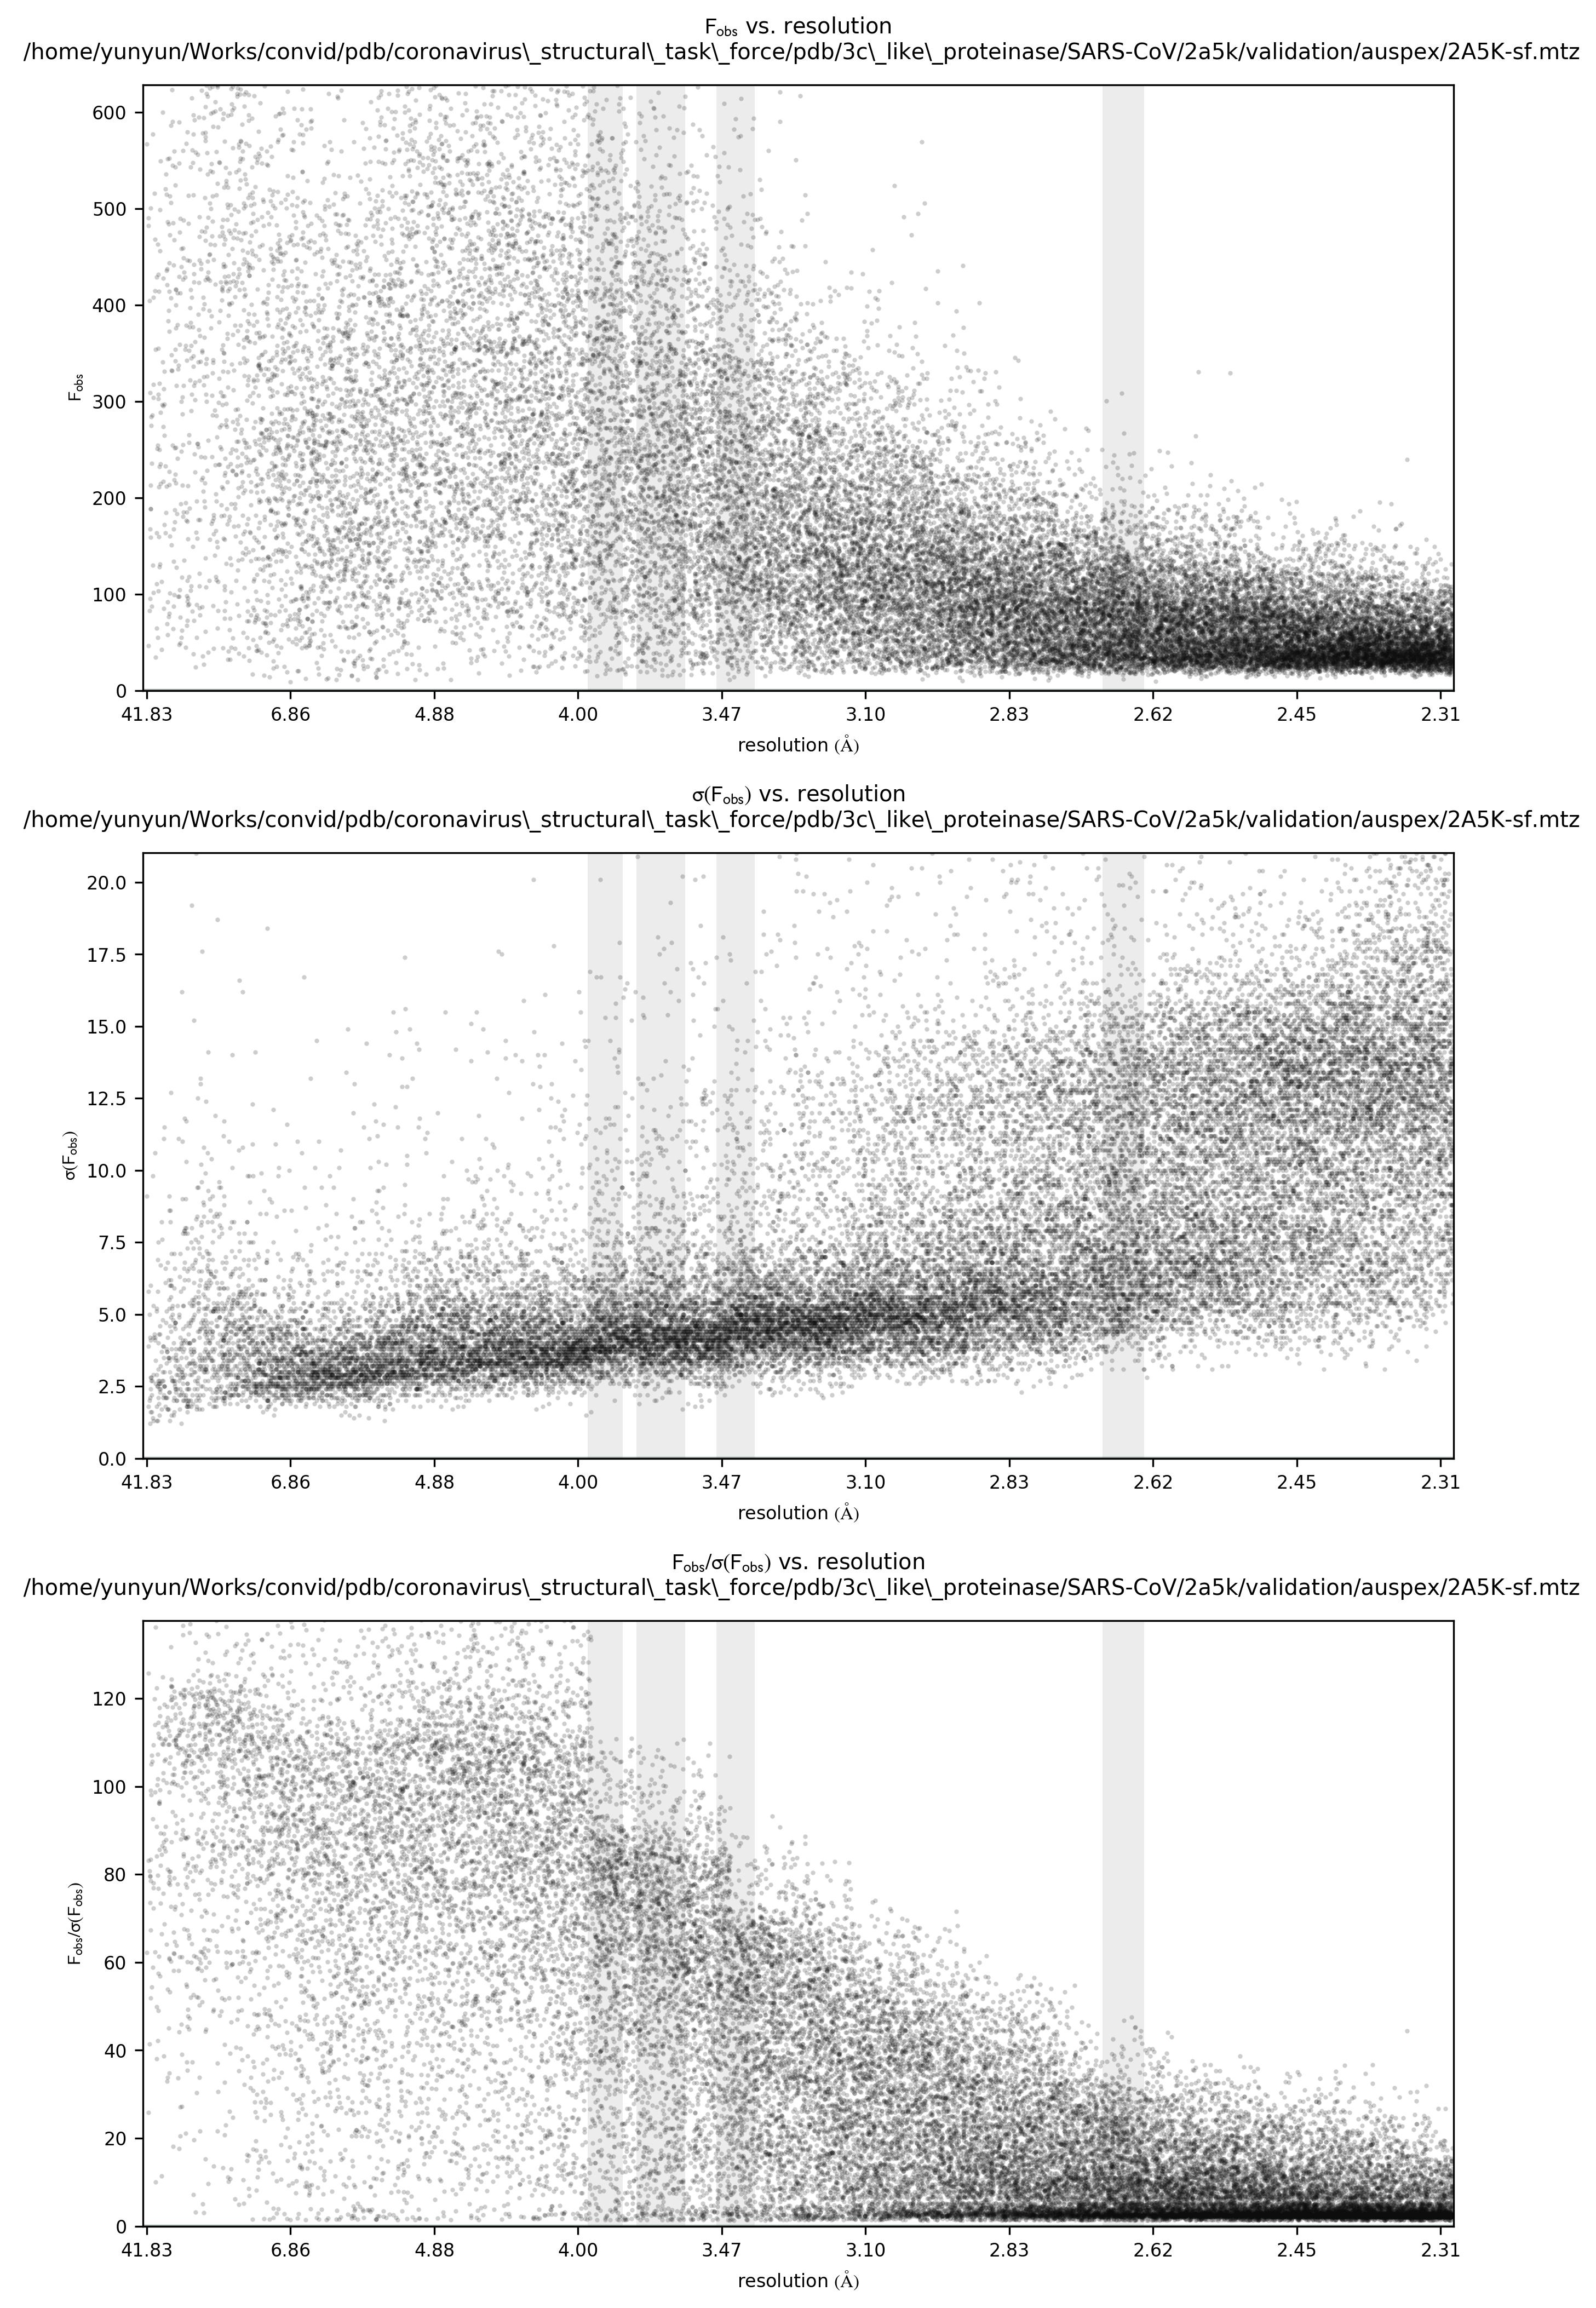 Fobs vs. resolution
/home/yunyun/Works/convid/pdb/coronavirus\_structural\_task\_force/pdb/3c\_like\_proteinase/SARS-CoV/2a5k/validation/auspex/2A5K-sf.mtz
600
500
400
300
200
100
0
Fobs
41.83 6.86 4.88 4.00 3.47 3.10 2.83 2.62 2.45 2.31
resolution (Å)
σ(Fobs) vs. resolution
/home/yunyun/Works/convid/pdb/coronavirus\_structural\_task\_force/pdb/3c\_like\_proteinase/SARS-CoV/2a5k/validation/auspex/2A5K-sf.mtz
20.0
17.5
15.0
12.5
10.0
7.5
5.0
2.5
0.0
σ(Fobs)
41.83 6.86 4.88 4.00 3.47 3.10 2.83 2.62 2.45 2.31
resolution (Å)
Fobs/σ(Fobs) vs. resolution
/home/yunyun/Works/convid/pdb/coronavirus\_structural\_task\_force/pdb/3c\_like\_proteinase/SARS-CoV/2a5k/validation/auspex/2A5K-sf.mtz
120
100
80
60
40
20
0
Fobs/σ(Fobs)
41.83 6.86 4.88 4.00 3.47 3.10 2.83 2.62 2.45 2.31
resolution (Å)